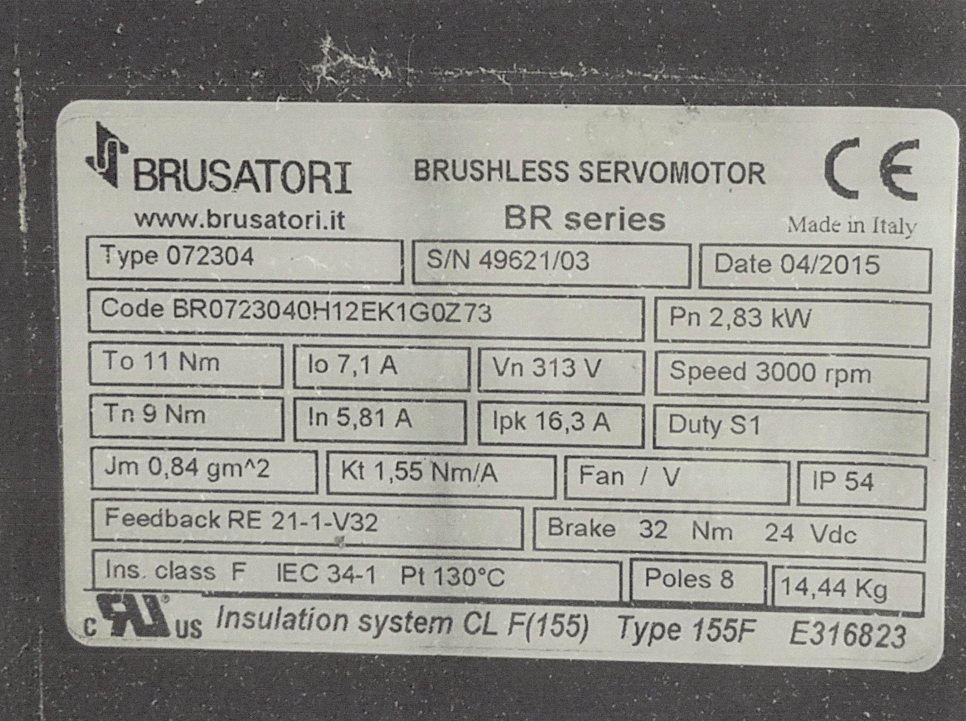 BRUSATORI BRUSHLESS SERVOMOTOR CE
www.brusatori.it BR series Made in Italy
Type 072304 S/N 49621/03 Date 04/2015
Code BR0723040H12EK1G0Z73 Pn 2,83 kW
To 11 Nm Io 7,1 A Vn 313 V Speed 3000 rpm
Tn 9 Nm In 5,81 A Ipk 16,3 A Duty S1
Jm 0,84 gm^2 Kt 1,55 Nm/A Fan / V IP 54
Feedback RE 21-1-V32 Brake 32 Nm 24 Vdc
Ins. class F IEC 34-1 Pt 130°C Poles 8 14,44 Kg
c RU® US Insulation system CL F(155) Type 155F E316823